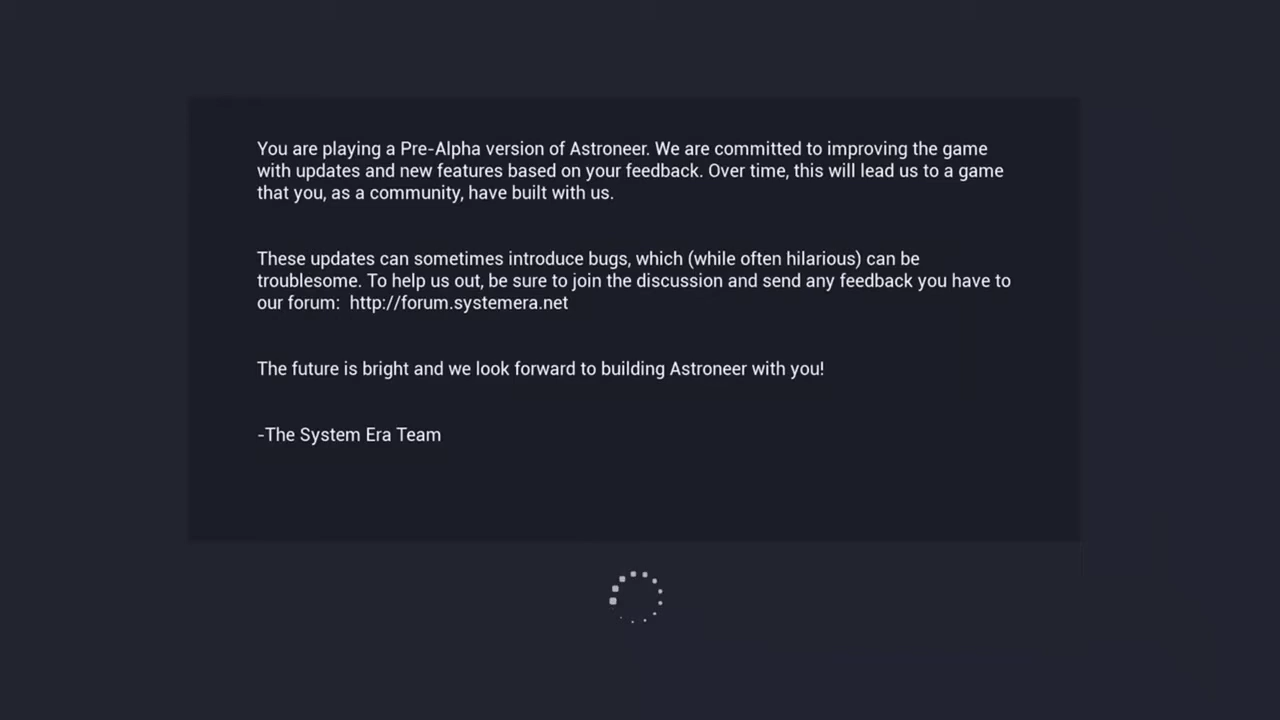 You are playing a Pre-Alpha version of Astroneer. We are committed to improving the game
with updates and new features based on your feedback. Over time, this will lead us to a game
that you, as a community, have built with us.
These updates can sometimes introduce bugs, which (while often hilarious) can be
troublesome. To help us out, be sure to join the discussion and send any feedback you have to
our forum:  http://forum.systemera.net
The future is bright and we look forward to building Astroneer with you!
-The System Era Team